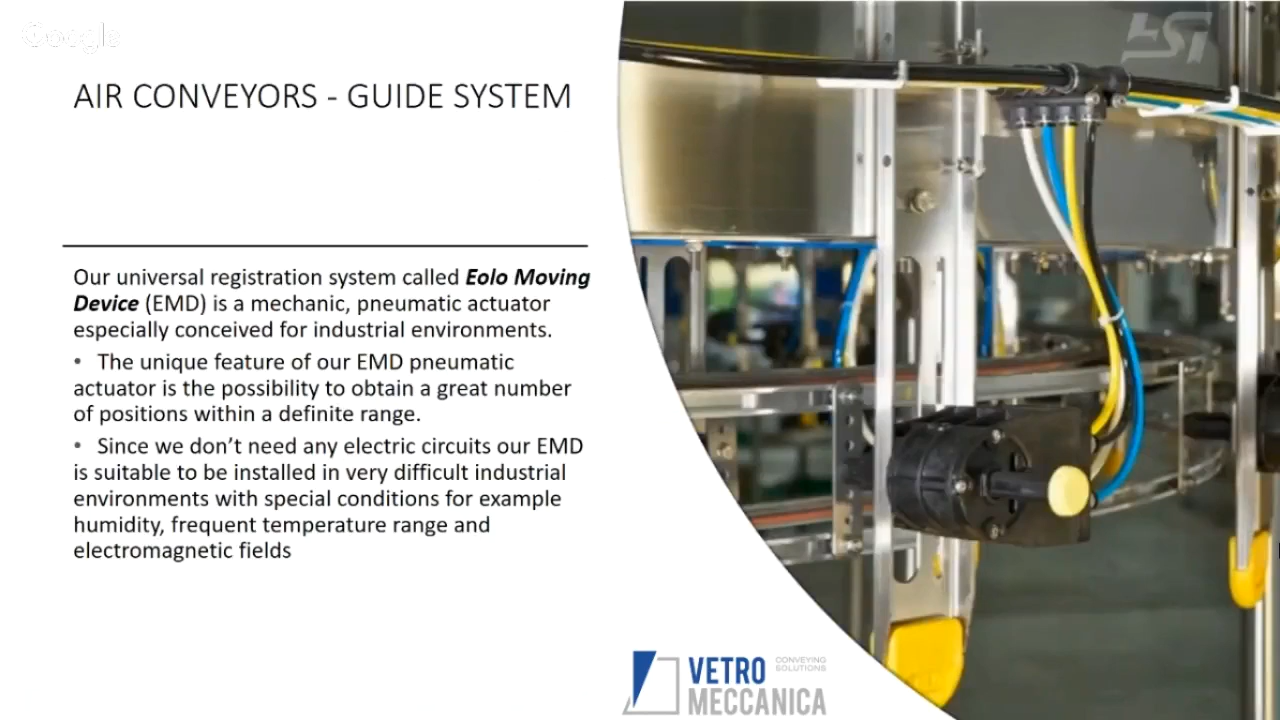 Google
AIR CONVEYORS - GUIDE SYSTEM
Our universal registration system called Eolo Moving
Device (EMD) is a mechanic, pneumatic actuator
especially conceived for industrial environments.
• The unique feature of our EMD pneumatic
actuator is the possibility to obtain a great number
of positions within a definite range.
• Since we don’t need any electric circuits our EMD
is suitable to be installed in very difficult industrial
environments with special conditions for example
humidity, frequent temperature range and
electromagnetic fields
VETRO
MECCANICA
CONVEYING
SOLUTIONS